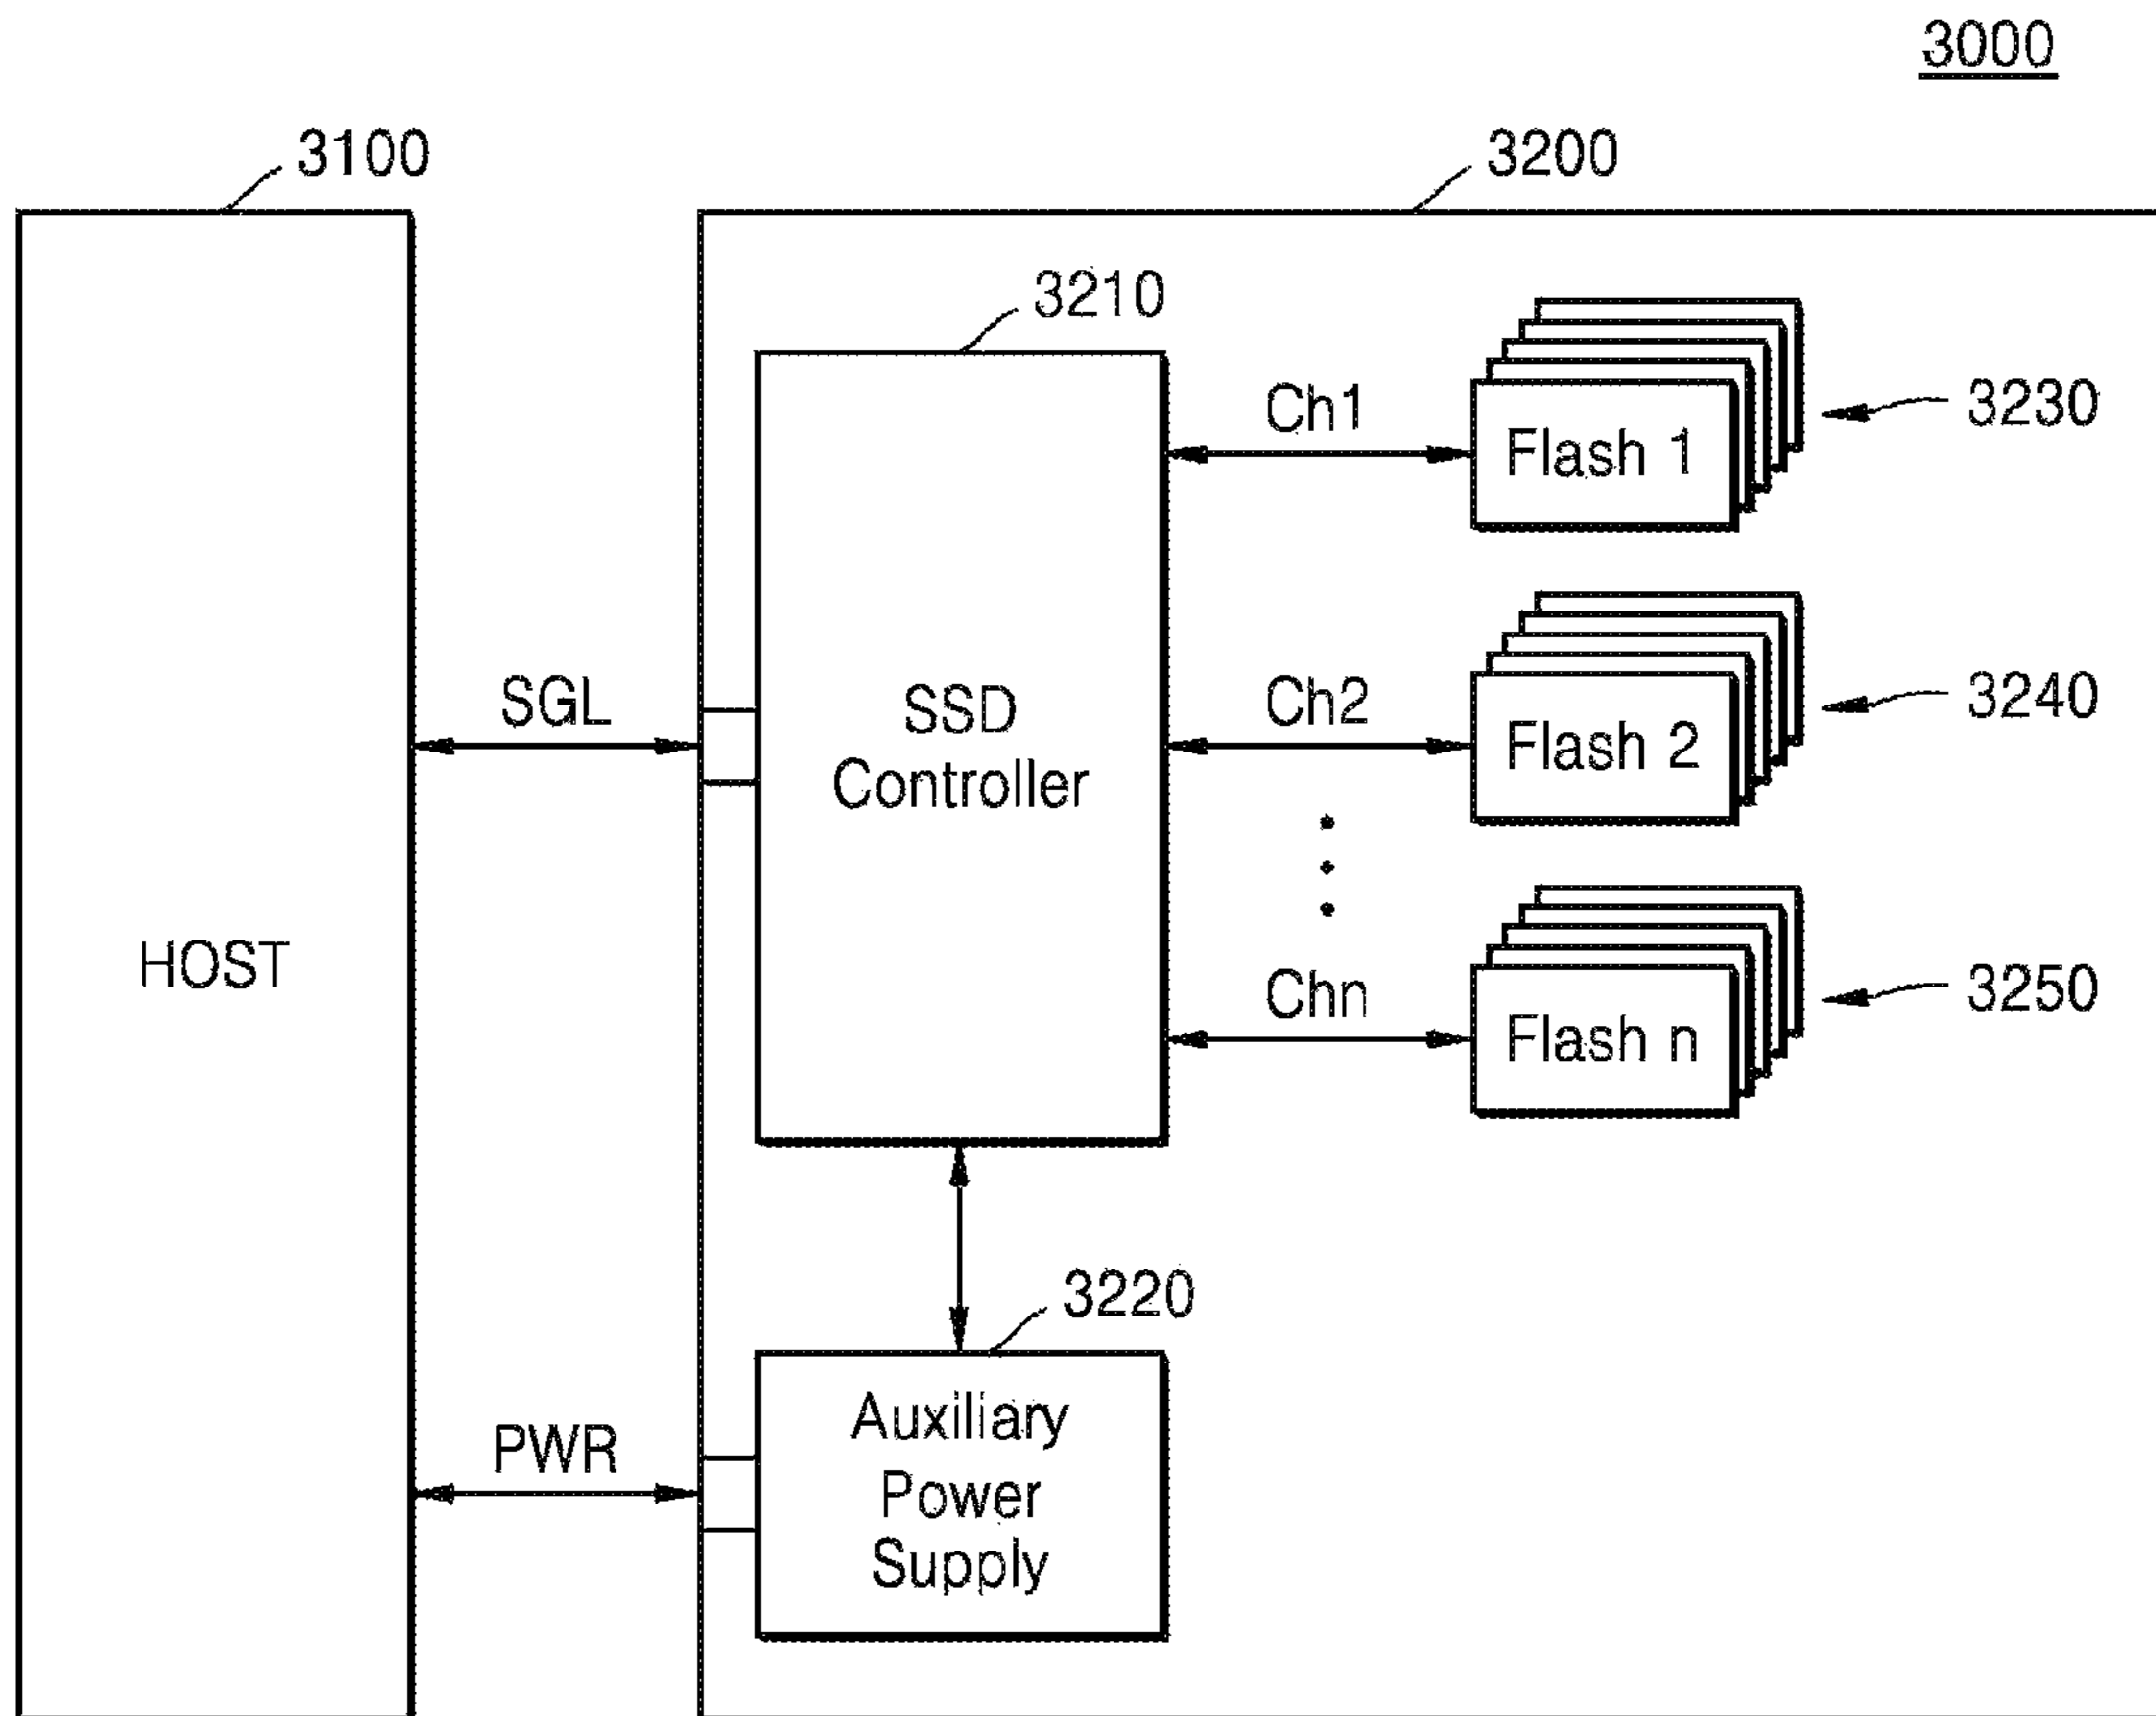 3000
3100
3200
3210
Ch1
Flash 1
3230
SGL
SSD
Controller
Ch2
Flash 2
3240
HOST
Chn
Flash n
3250
3220
PWR
Auxiliary
Power
Supply